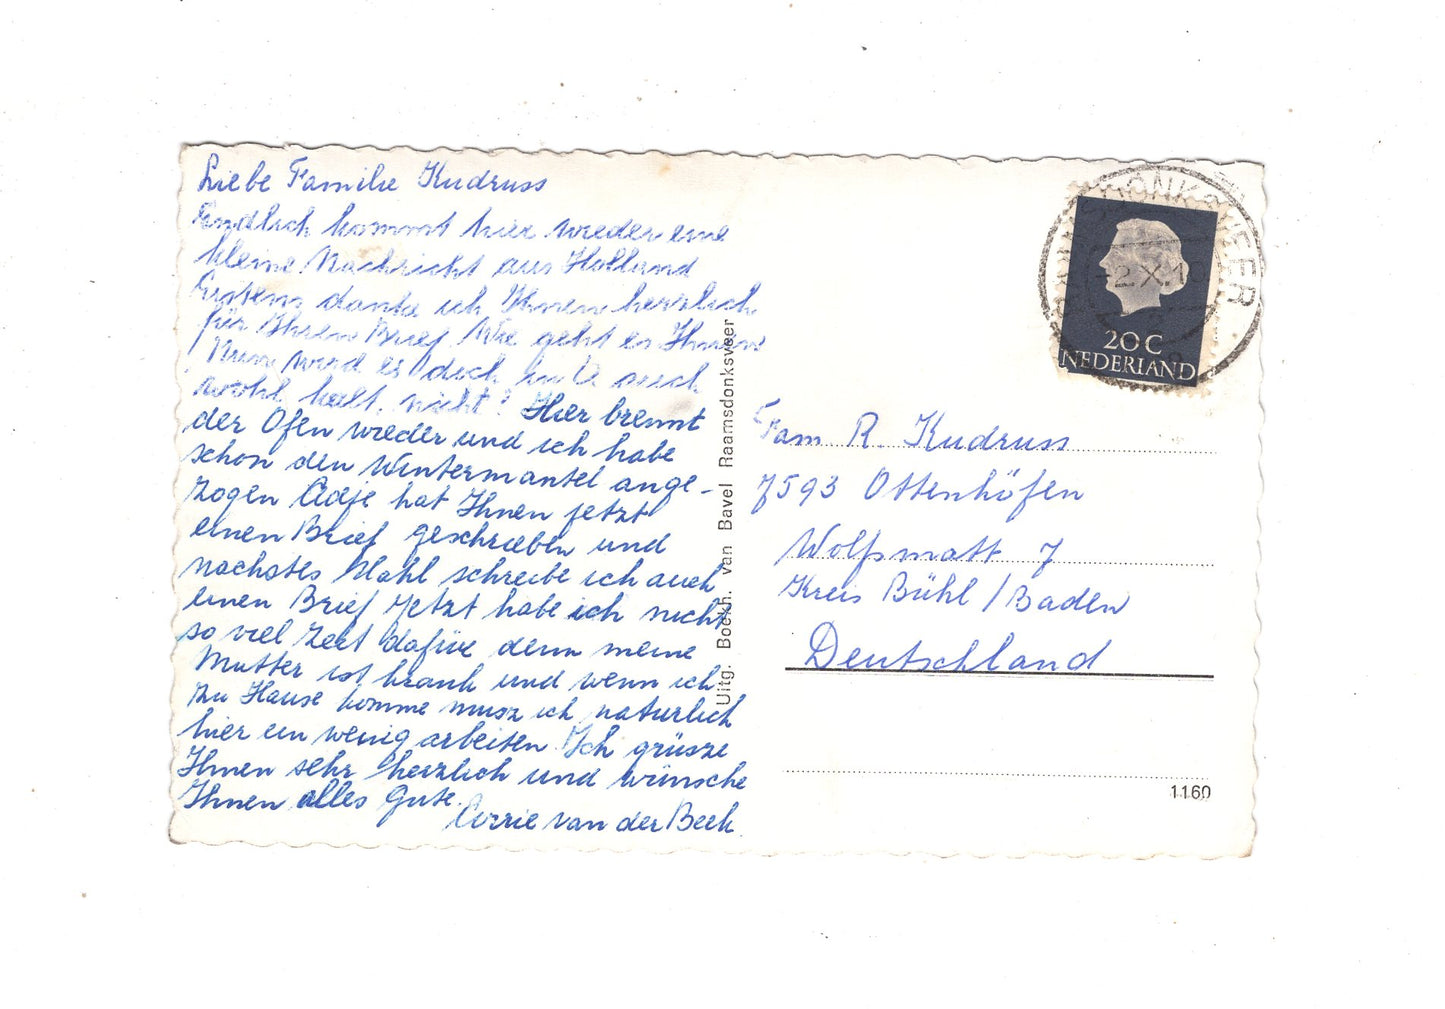 Liebe Familie Kudruss
Endlich kommt hier wieder eine
kleine Nachricht aus Holland
Erstens danke ich Ihnen herzlich
für Ihren Brief Wie geht es Ihnen
Nun wird es doch auch
wohl kalt, nicht? Hier brennt
der Ofen wieder und ich habe
schon den Wintermantel ange-
zogen Adje hat Ihnen jetzt
einen Brief geschrieben und
nachstes Mahl schreibe ich auch
einen Brief Jetzt habe ich nicht
so viel Zeit dafür denn meine
Mutter ist krank und wenn ich
zu Hause komme musz ich naturlich
hier ein wenig arbeiten. Ich grüsze
Ihnen sehr herzlich und wünsche
Ihnen alles Gute.
Corrie van der Beek
Uitg. Boekh. van Bavel Raamsdonksveer
-2.X.10
20 C
NEDERLAND
Fam R. Kudruss
7593 Ottenhöfen
Wolfsmatt 7
Kreis Bühl / Baden
Deutschland
1160